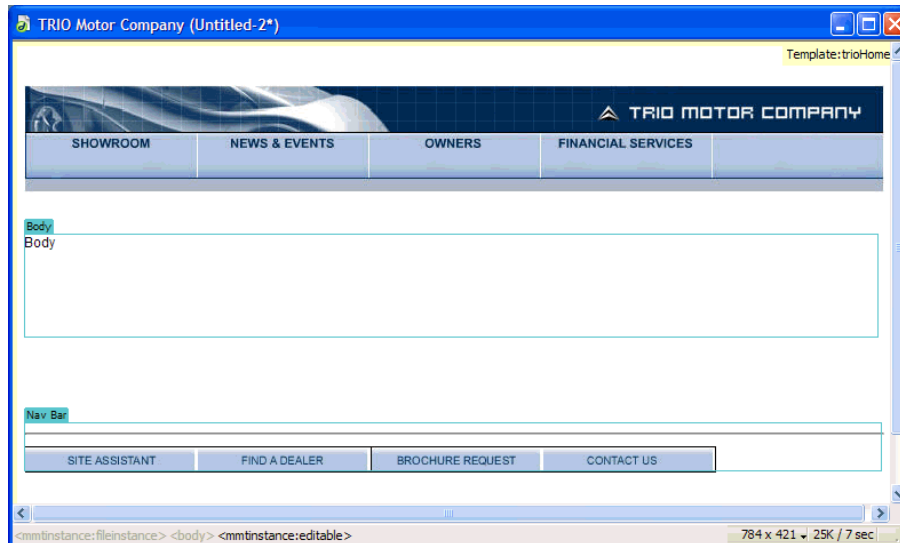 TRIO Motor Company (Untitled-2*)
Template:trioHome
TRIO MOTOR COMPANY
SHOWROOM NEWS & EVENTS OWNERS FINANCIAL SERVICES
Body
Body
Nav Bar
SITE ASSISTANT FIND A DEALER BROCHURE REQUEST CONTACT US
<mmtinstance:fileinstance> <body> <mmtinstance:editable> 784 x 421 25K / 7 sec